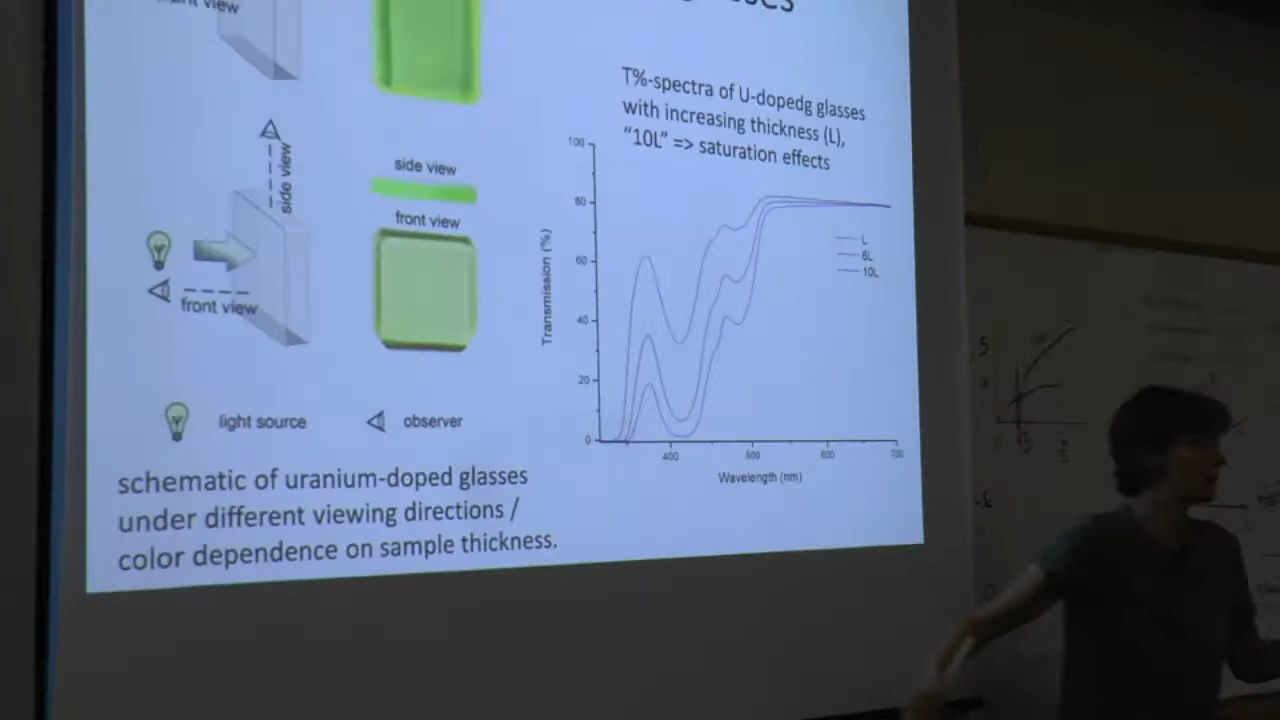 view
side view
side view
front view
front view
light source
observer
schematic of uranium-doped glasses
under different viewing directions /
color dependence on sample thickness.
T%-spectra of U-dopedg glasses
with increasing thickness (L),
“10L” => saturation effects
100
80
60
40
20
0
Transmission (%)
L
6L
10L
400
500
600
700
Wavelength (nm)
5